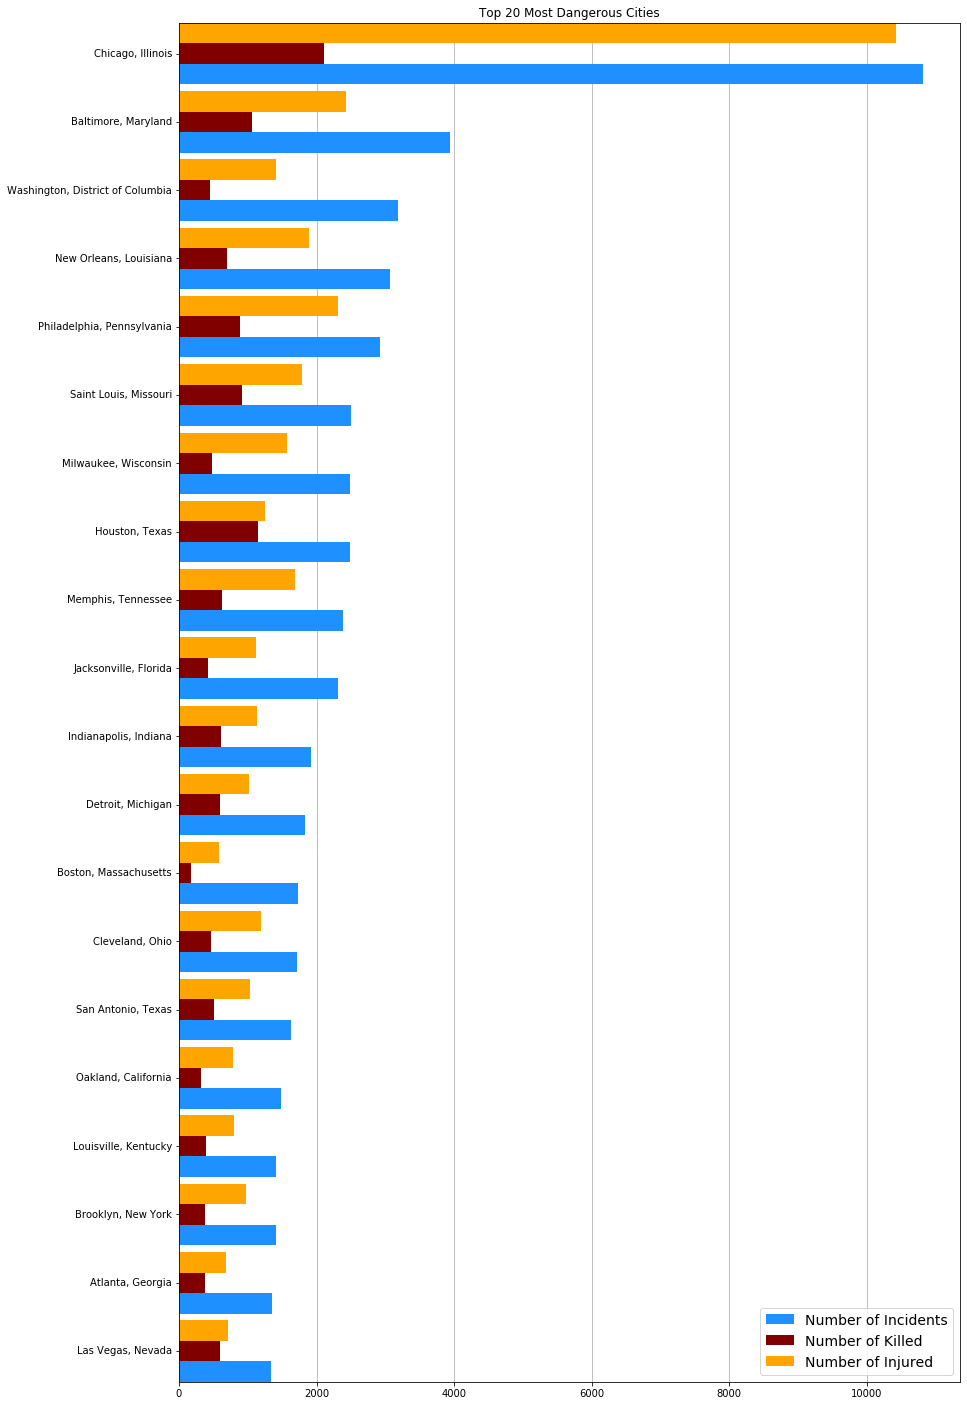 Top 20 Most Dangerous Cities
Chicago, Illinois
Baltimore, Maryland
Washington, District of Columbia
New Orleans, Louisiana
Philadelphia, Pennsylvania
Saint Louis, Missouri
Milwaukee, Wisconsin
Houston, Texas
Memphis, Tennessee
Jacksonville, Florida
Indianapolis, Indiana
Detroit, Michigan
Boston, Massachusetts
Cleveland, Ohio
San Antonio, Texas
Oakland, California
Louisville, Kentucky
Brooklyn, New York
Atlanta, Georgia
Las Vegas, Nevada
Number of Incidents
Number of Killed
Number of Injured
0 2000 4000 6000 8000 10000